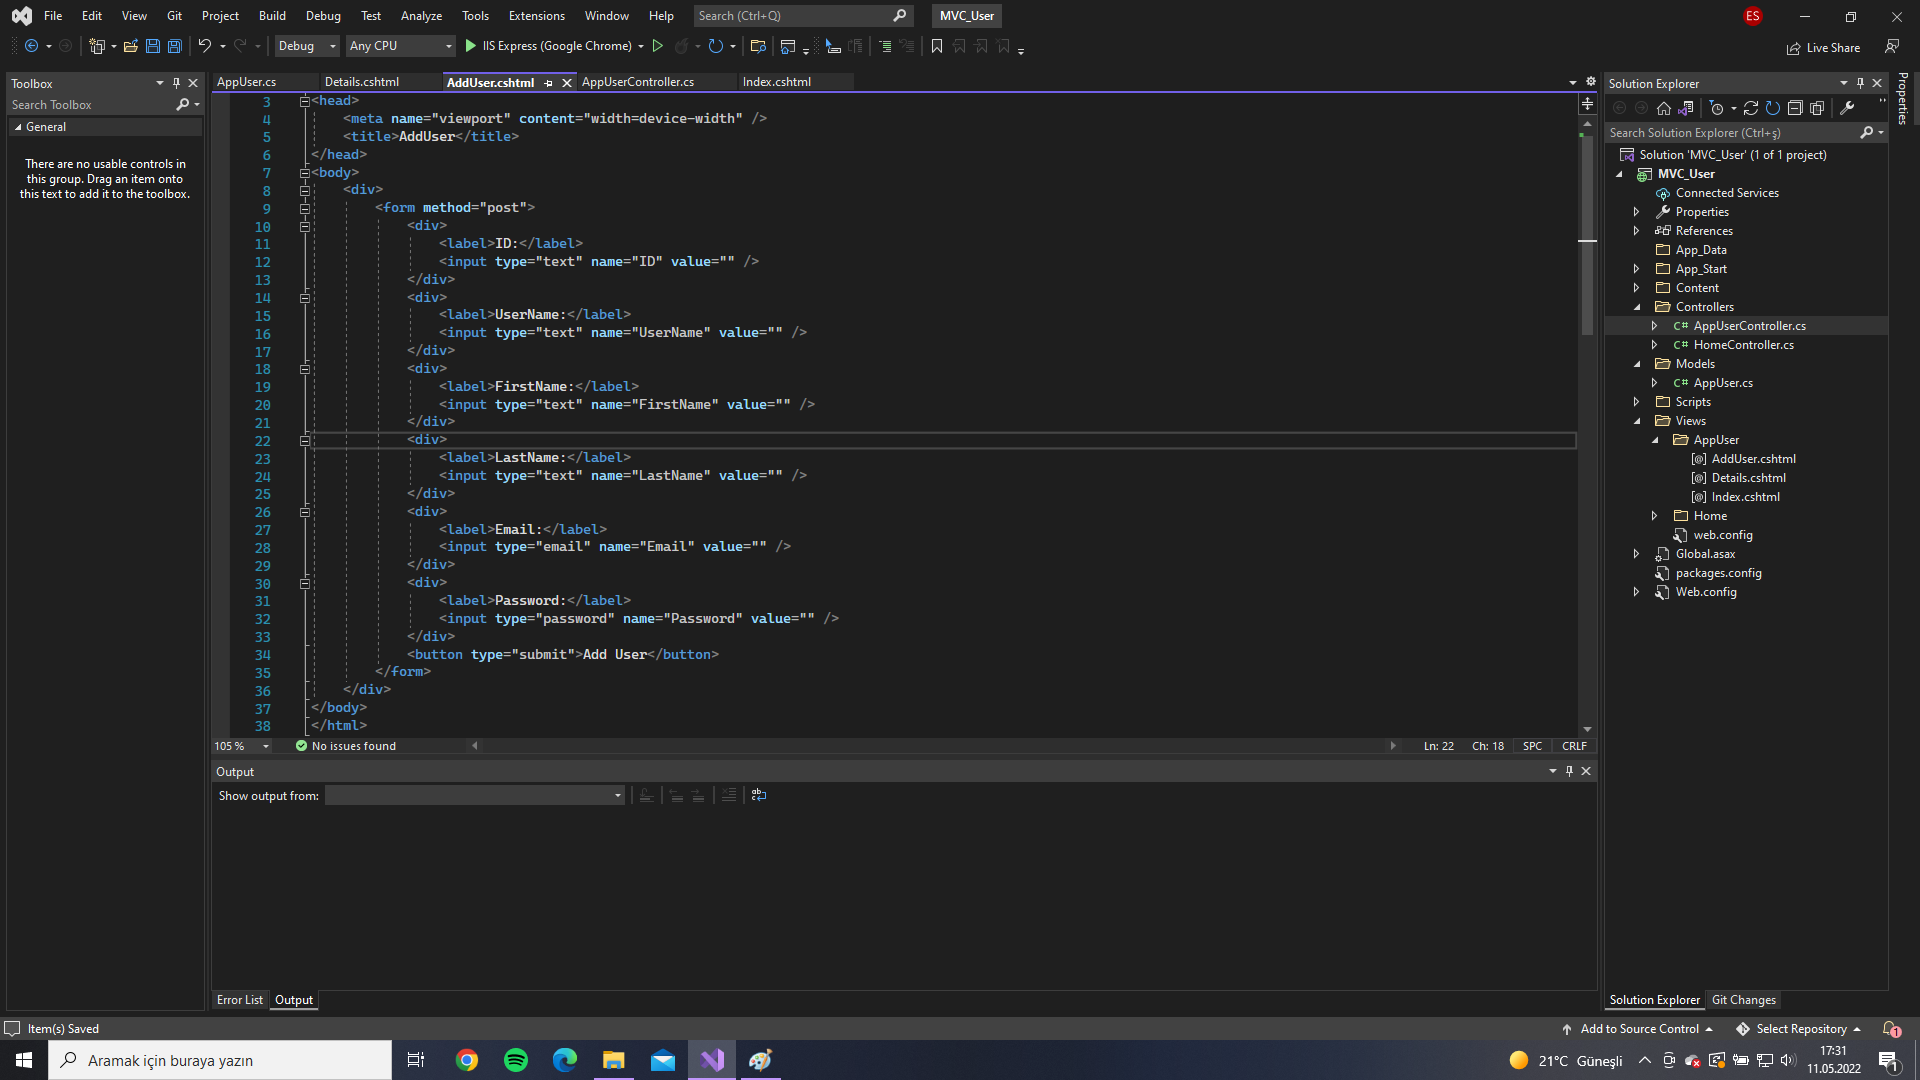 File Edit View Git Project Build Debug Test Analyze Tools Extensions Window Help Search (Ctrl+Q) MVC_User ES
Debug Any CPU IIS Express (Google Chrome) Live Share
Toolbox
Search Toolbox
General
There are no usable controls in
this group. Drag an item onto
this text to add it to the toolbox.
AppUser.cs Details.cshtml AddUser.cshtml AppUserController.cs Index.cshtml
3 <head>
4 <meta name="viewport" content="width=device-width" />
5 <title>AddUser</title>
6 </head>
7 <body>
8 <div>
9 <form method="post">
10 <div>
11 <label>ID:</label>
12 <input type="text" name="ID" value="" />
13 </div>
14 <div>
15 <label>UserName:</label>
16 <input type="text" name="UserName" value="" />
17 </div>
18 <div>
19 <label>FirstName:</label>
20 <input type="text" name="FirstName" value="" />
21 </div>
22 <div>
23 <label>LastName:</label>
24 <input type="text" name="LastName" value="" />
25 </div>
26 <div>
27 <label>Email:</label>
28 <input type="email" name="Email" value="" />
29 </div>
30 <div>
31 <label>Password:</label>
32 <input type="password" name="Password" value="" />
33 </div>
34 <button type="submit">Add User</button>
35 </form>
36 </div>
37 </body>
38 </html>
105 % No issues found Ln: 22 Ch: 18 SPC CRLF
Output
Show output from:
Error List Output
Solution Explorer
Search Solution Explorer (Ctrl+ş)
Solution 'MVC_User' (1 of 1 project)
MVC_User
Connected Services
Properties
References
App_Data
App_Start
Content
Controllers
C# AppUserController.cs
C# HomeController.cs
Models
C# AppUser.cs
Scripts
Views
AppUser
[@] AddUser.cshtml
[@] Details.cshtml
[@] Index.cshtml
Home
web.config
Global.asax
packages.config
Web.config
Solution Explorer Git Changes
Properties
Item(s) Saved Add to Source Control Select Repository 1
Aramak için buraya yazın 21°C Güneşli 17:31
11.05.2022 1